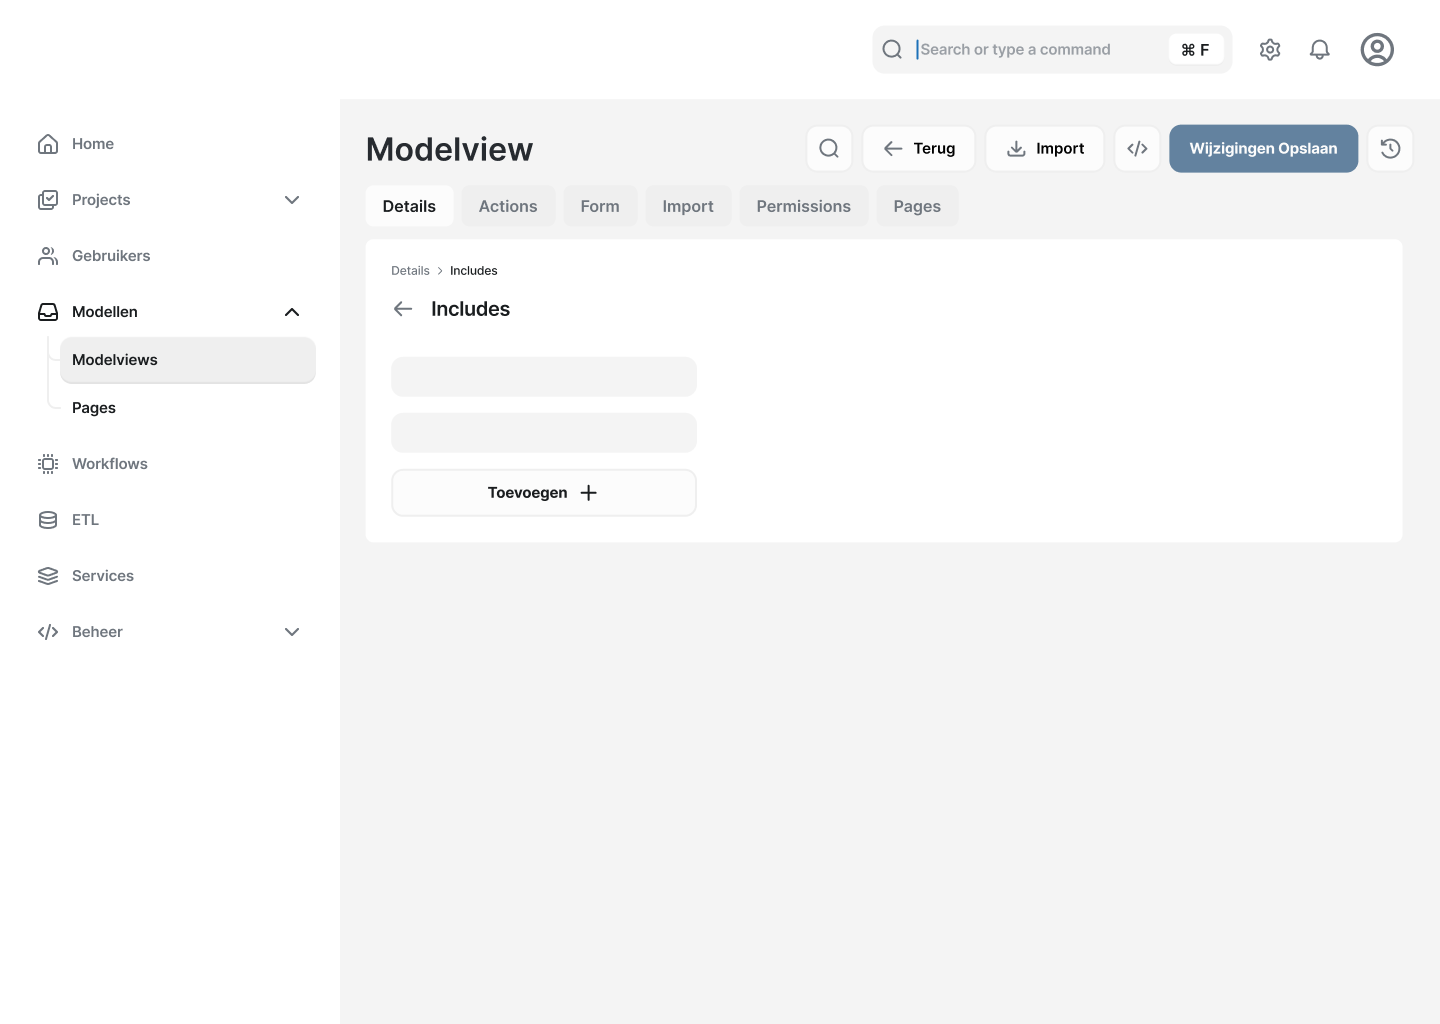 Search or type a command
⌘ F
Home
Projects
Gebruikers
Modellen
Modelviews
Pages
Workflows
ETL
Services
Beheer
Modelview
Terug
Import
Wijzigingen Opslaan
Details
Actions
Form
Import
Permissions
Pages
Details > Includes
Includes
Toevoegen